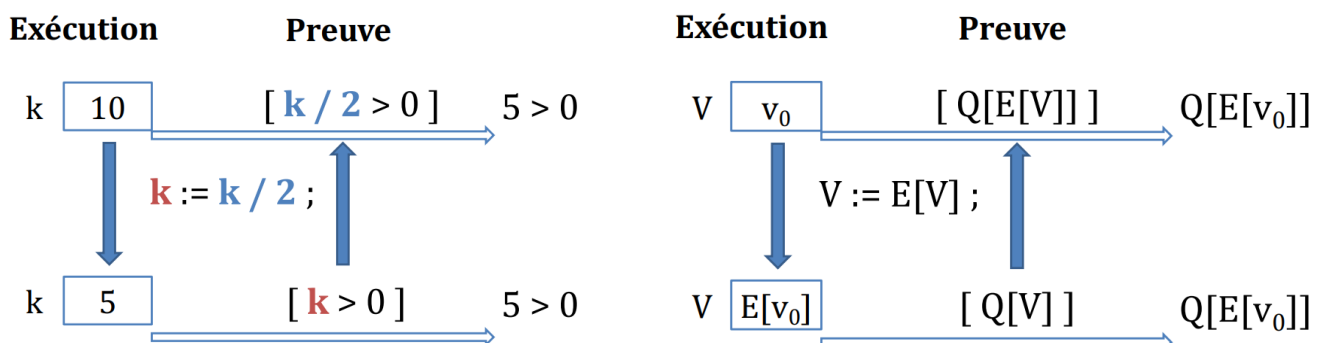 Exécution Preuve Exécution Preuve
k 10 [ k / 2 > 0 ] 5 > 0 V v₀ [ Q[E[V]] ] Q[E[v₀]]
k := k / 2 ; V := E[V] ;
k 5 [ k > 0 ] 5 > 0 V E[v₀] [ Q[V] ] Q[E[v₀]]